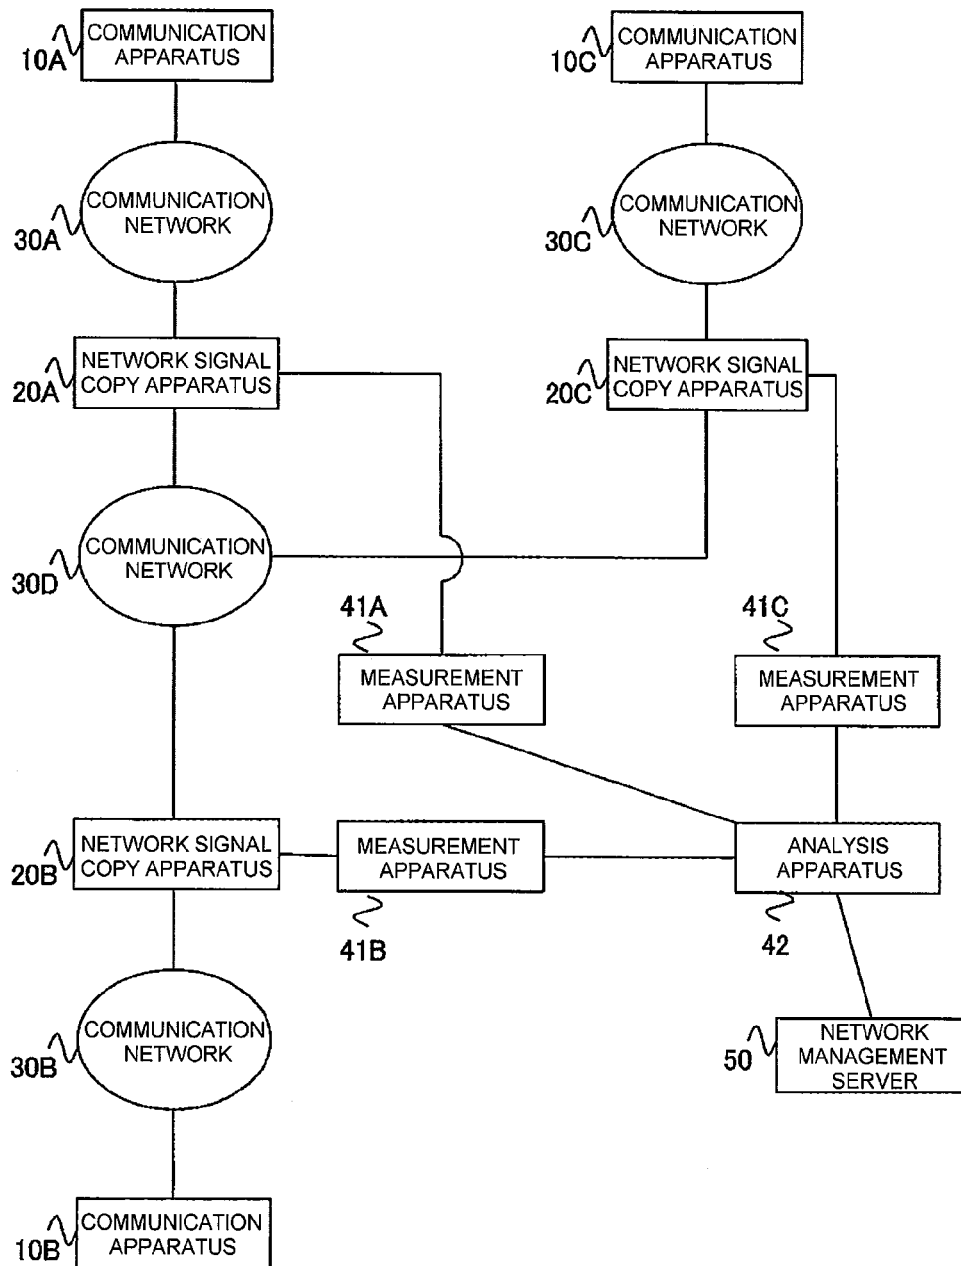 COMMUNICATION
APPARATUS
10A
COMMUNICATION
APPARATUS
10C
COMMUNICATION
NETWORK
30A
COMMUNICATION
NETWORK
30C
NETWORK SIGNAL
COPY APPARATUS
20A
NETWORK SIGNAL
COPY APPARATUS
20C
COMMUNICATION
NETWORK
30D
41A
MEASUREMENT
APPARATUS
41C
MEASUREMENT
APPARATUS
NETWORK SIGNAL
COPY APPARATUS
20B
MEASUREMENT
APPARATUS
41B
ANALYSIS
APPARATUS
42
COMMUNICATION
NETWORK
30B
NETWORK
MANAGEMENT
SERVER
50
COMMUNICATION
APPARATUS
10B